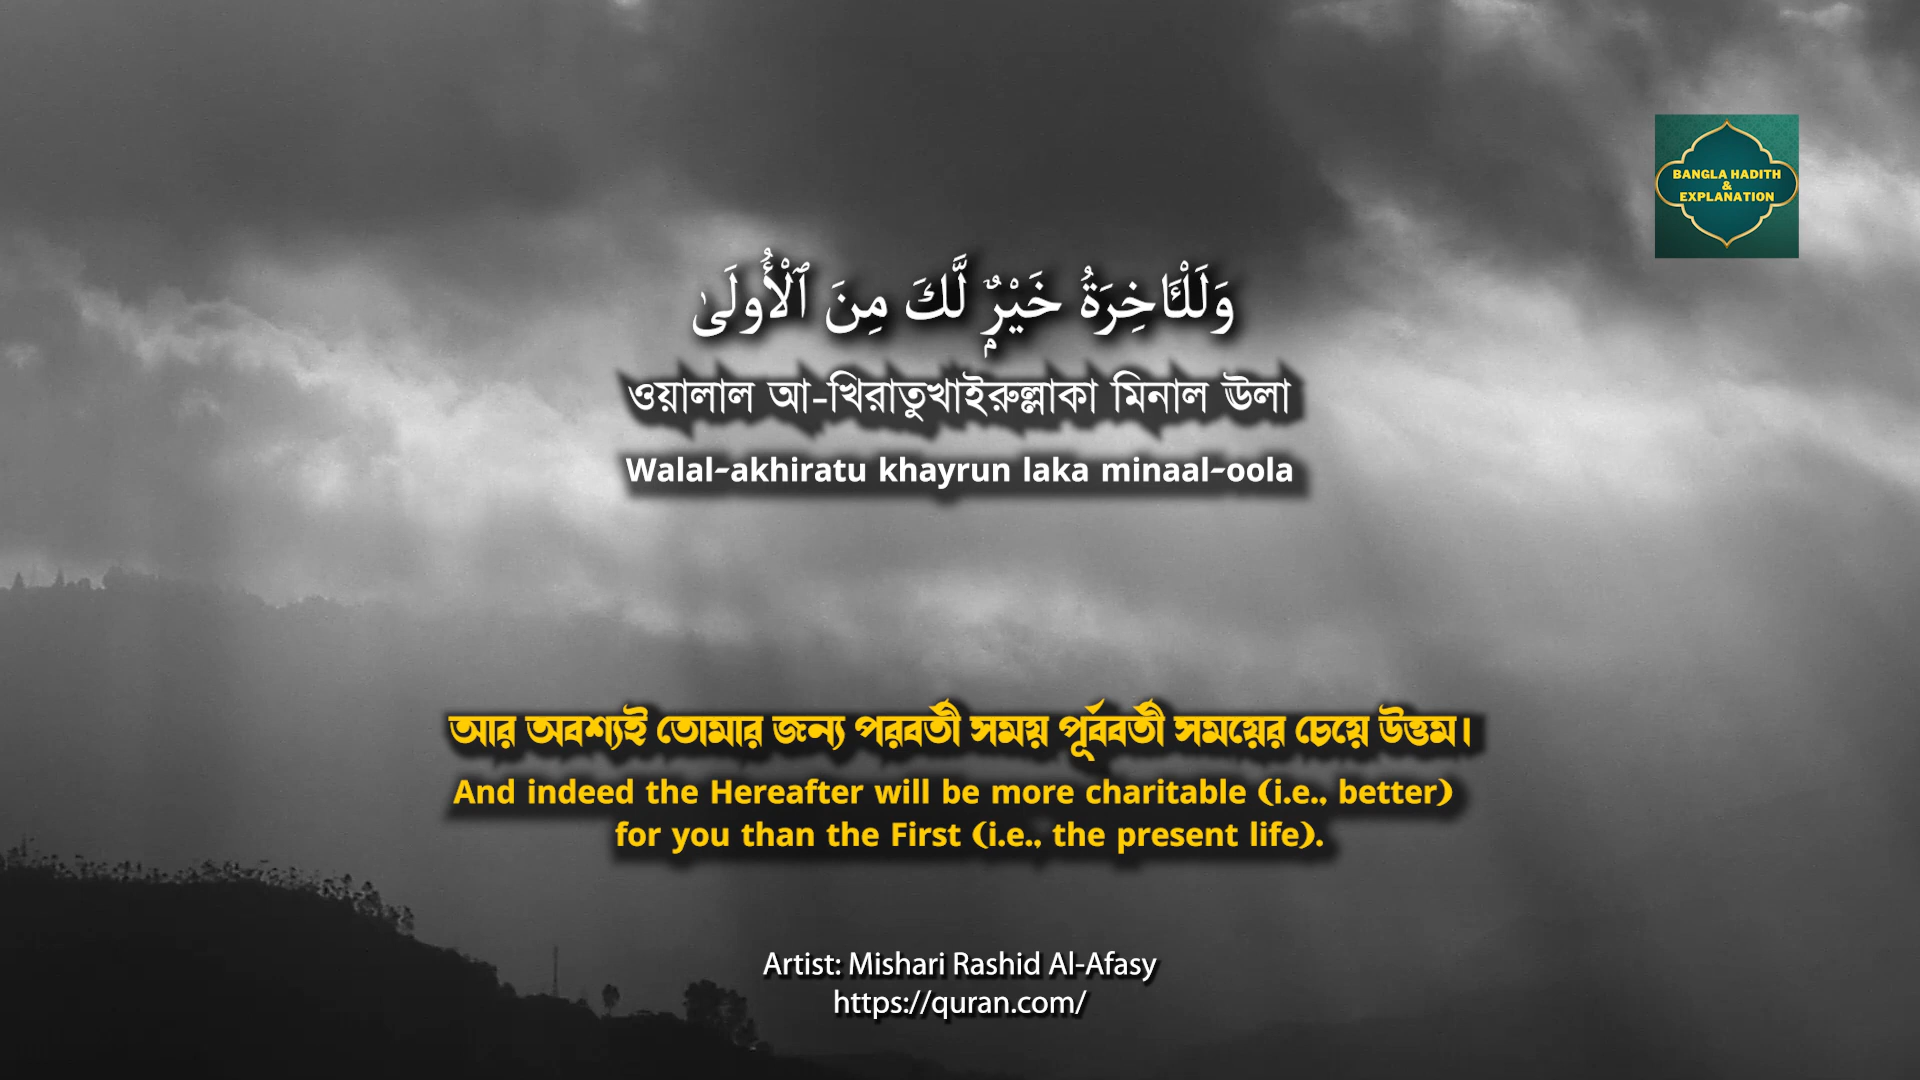 BANGLA HADITH
&
EXPLANATION
وَلَلْـَٔاخِرَةُ خَيْرٌۭ لَّكَ مِنَ ٱلْأُولَىٰ
ওয়ালাল আ-খিরাতুখাইরুল্লাকা মিনাল ঊলা
Walal-akhiratu khayrun laka minaal-oola
আর অবশ্যই তোমার জন্য পরবর্তী সময় পূর্ববর্তী সময়ের চেয়ে উত্তম।
And indeed the Hereafter will be more charitable (i.e., better)
for you than the First (i.e., the present life).
Artist: Mishari Rashid Al-Afasy
https://quran.com/